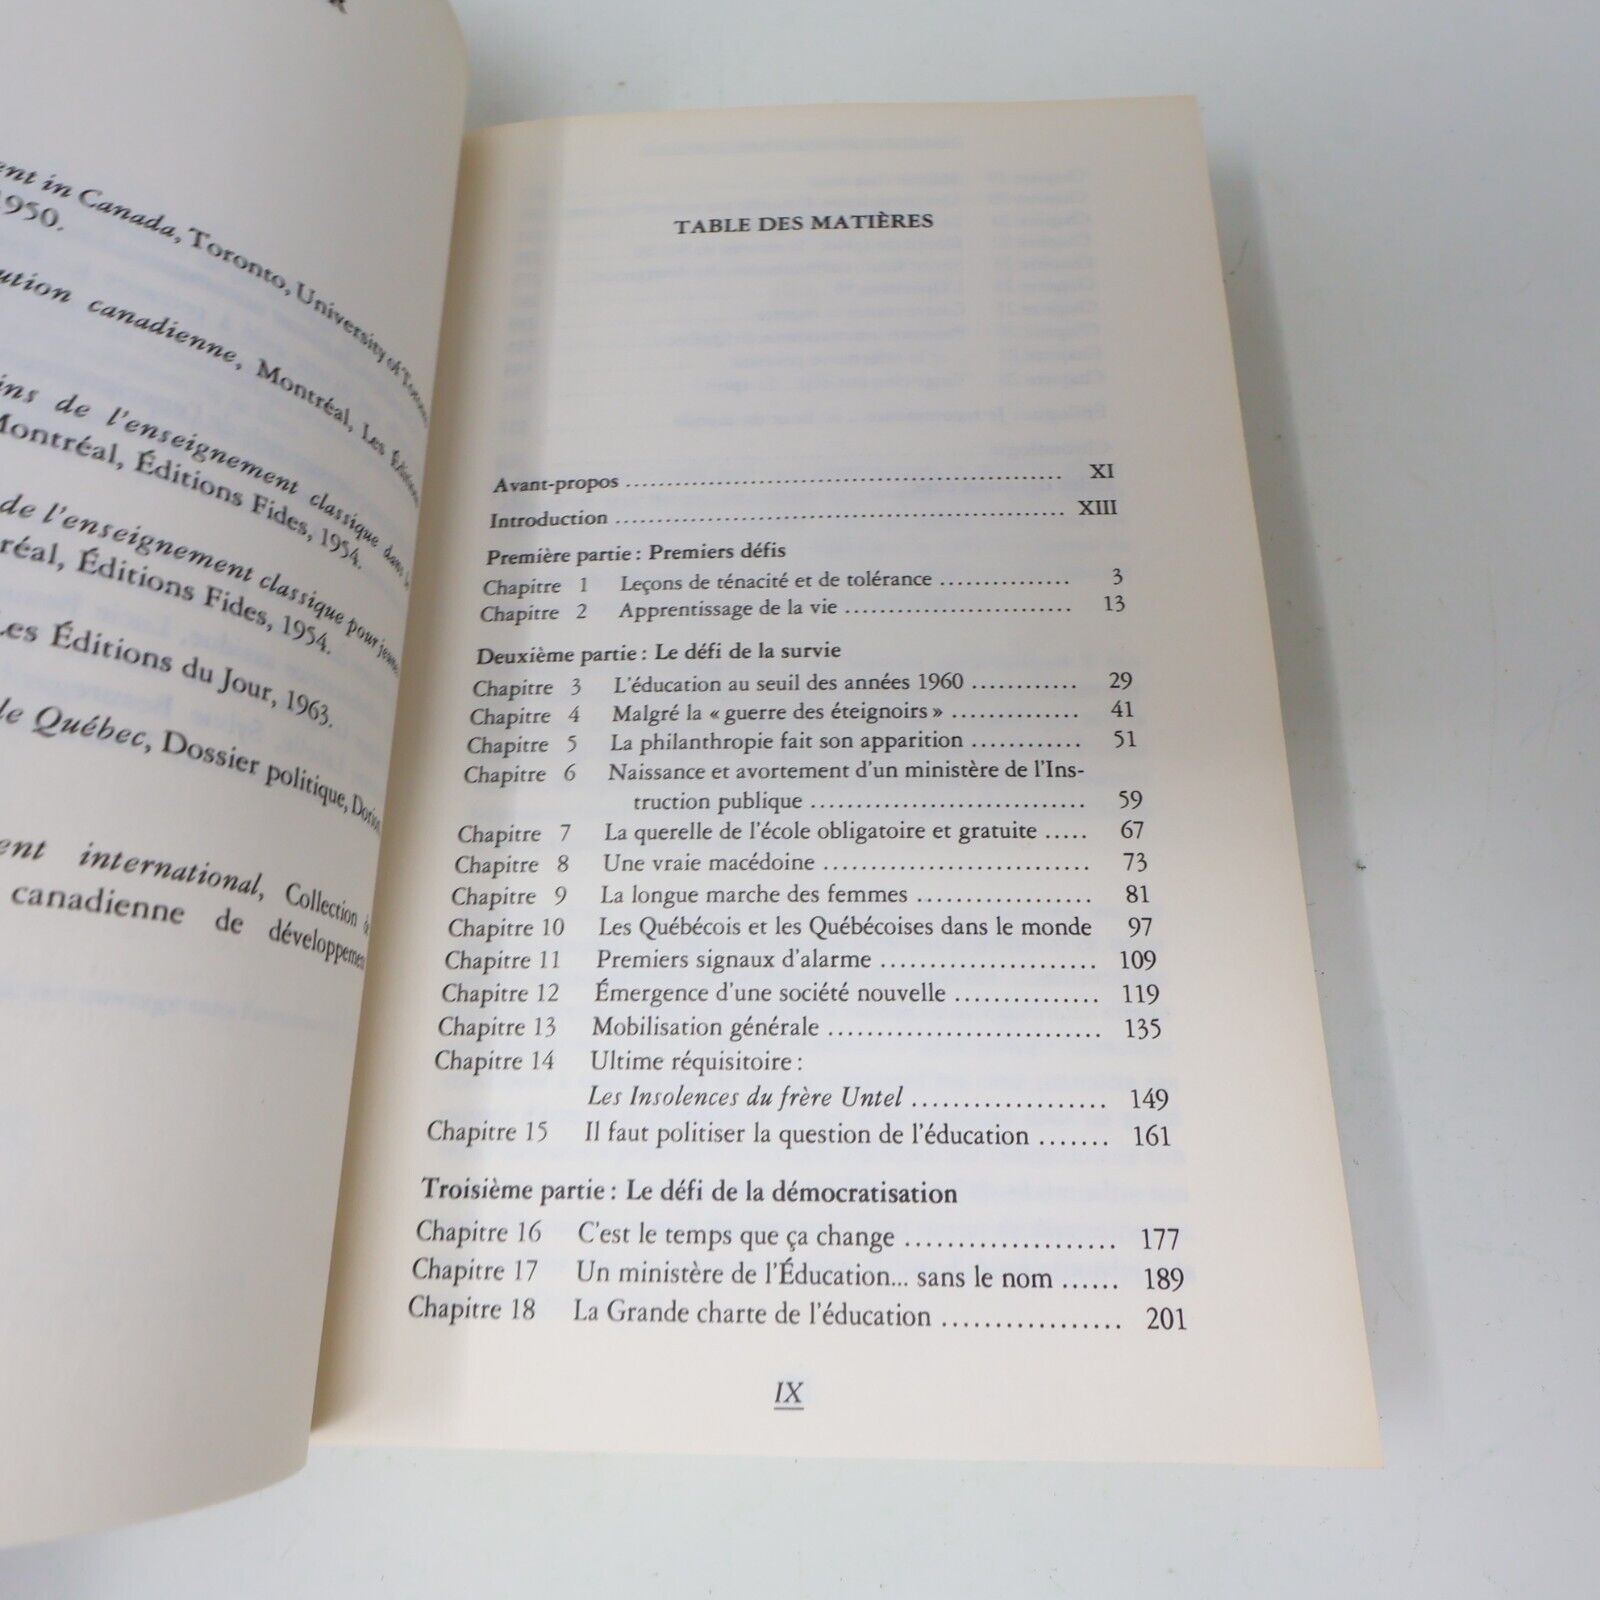 ent in Canada, Toronto, University of Toronto
1950.
ution canadienne, Montréal, Les Éditions
ins de l'enseignement classique dans le
Montréal, Éditions Fides, 1954.
de l'enseignement classique pour jeunes
réal, Éditions Fides, 1954.
Les Éditions du Jour, 1963.
le Québec, Dossier politique,
ent international, Collection
canadienne de développement
TABLE DES MATIÈRES
Avant-propos .......... XI
Introduction .......... XIII
Première partie : Premiers défis
Chapitre 1 Leçons de ténacité et de tolérance .......... 3
Chapitre 2 Apprentissage de la vie .......... 13
Deuxième partie : Le défi de la survie
Chapitre 3 L'éducation au seuil des années 1960 .......... 29
Chapitre 4 Malgré la « guerre des éteignoirs » .......... 41
Chapitre 5 La philanthropie fait son apparition .......... 51
Chapitre 6 Naissance et avortement d'un ministère de l'Ins-
truction publique .......... 59
Chapitre 7 La querelle de l'école obligatoire et gratuite ..... 67
Chapitre 8 Une vraie macédoine .......... 73
Chapitre 9 La longue marche des femmes .......... 81
Chapitre 10 Les Québécois et les Québécoises dans le monde 97
Chapitre 11 Premiers signaux d'alarme .......... 109
Chapitre 12 Émergence d'une société nouvelle .......... 119
Chapitre 13 Mobilisation générale .......... 135
Chapitre 14 Ultime réquisitoire :
Les Insolences du frère Untel .......... 149
Chapitre 15 Il faut politiser la question de l'éducation ....... 161
Troisième partie : Le défi de la démocratisation
Chapitre 16 C'est le temps que ça change .......... 177
Chapitre 17 Un ministère de l'Éducation... sans le nom ...... 189
Chapitre 18 La Grande charte de l'éducation .......... 201
IX